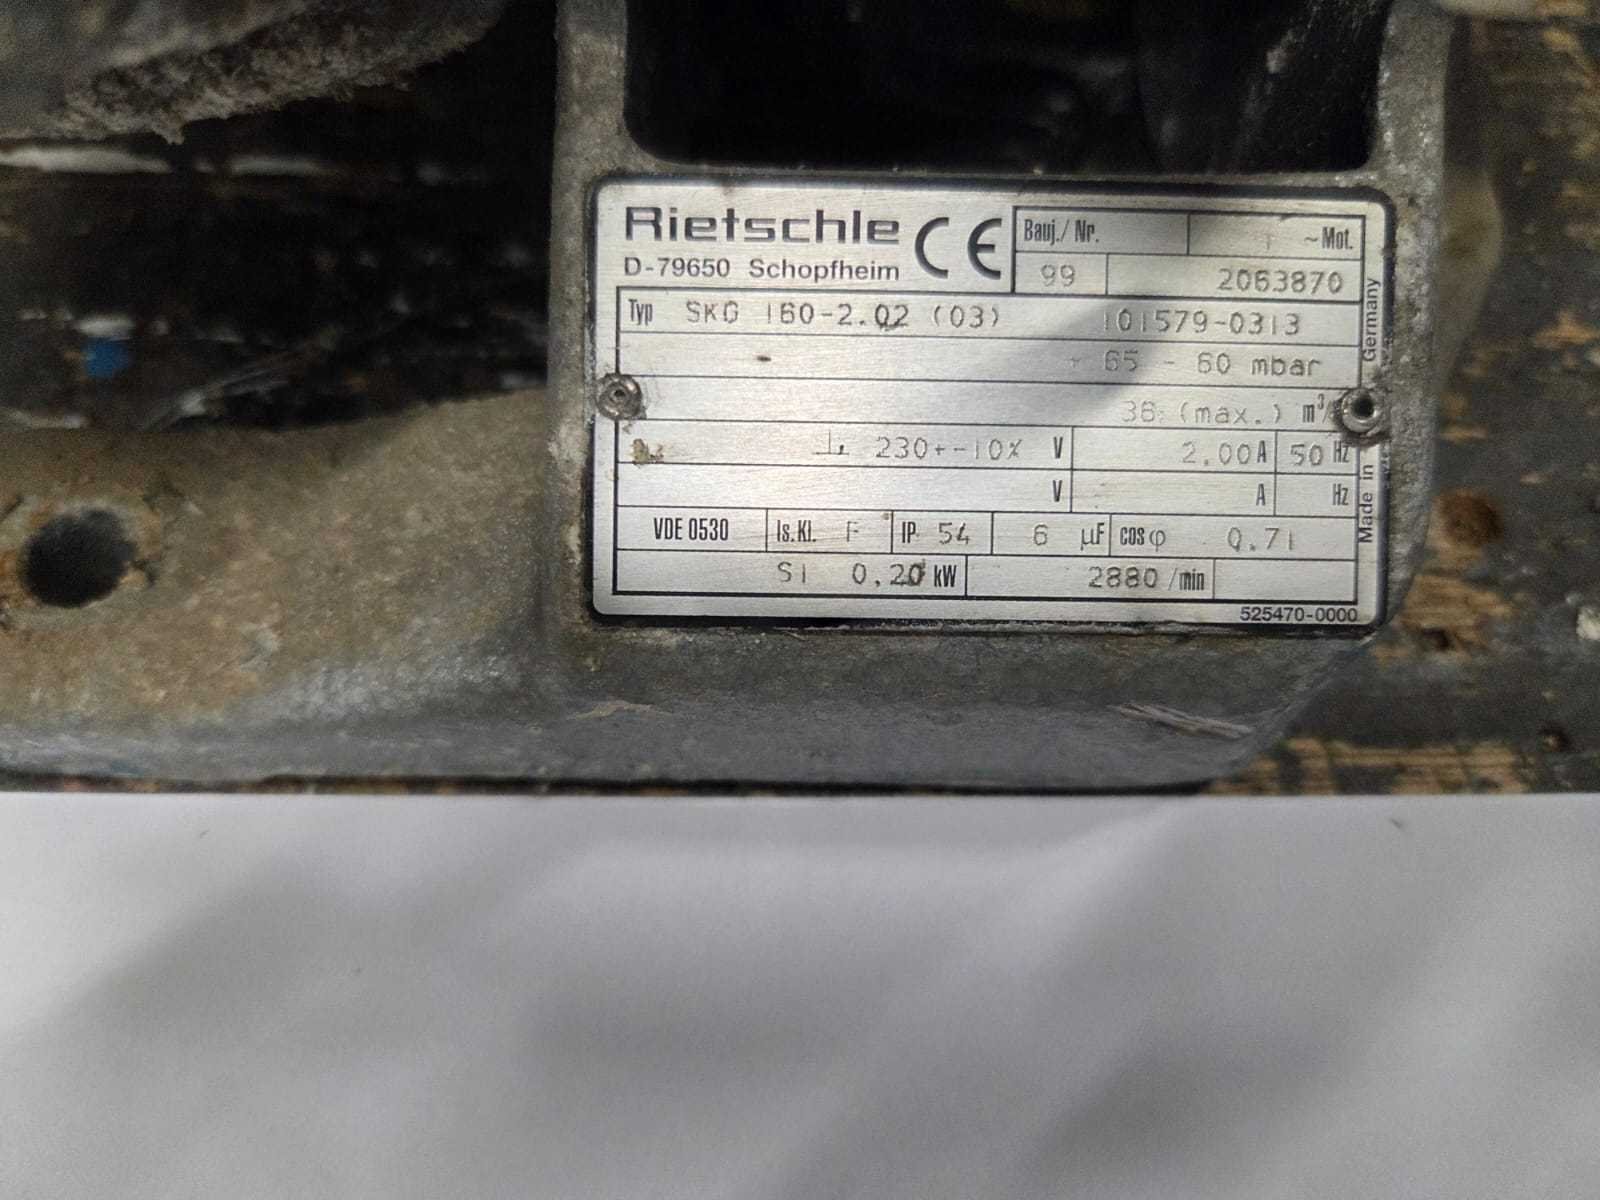 Rietschle CE
D-79650 Schopfheim
Bauj./ Nr. ~Mot.
99 2063870
Typ SKG 160-2.02 (03) 101579-0313
65 - 60 mbar
36 (max.) m³/
230+-10% V 2.00A 50 Hz
V A Hz
VDE 0530 Is.Kl. F IP 54 6 µF cos φ 0.71
S1 0,20 kW 2880 /min
525470-0000
Made in Germany